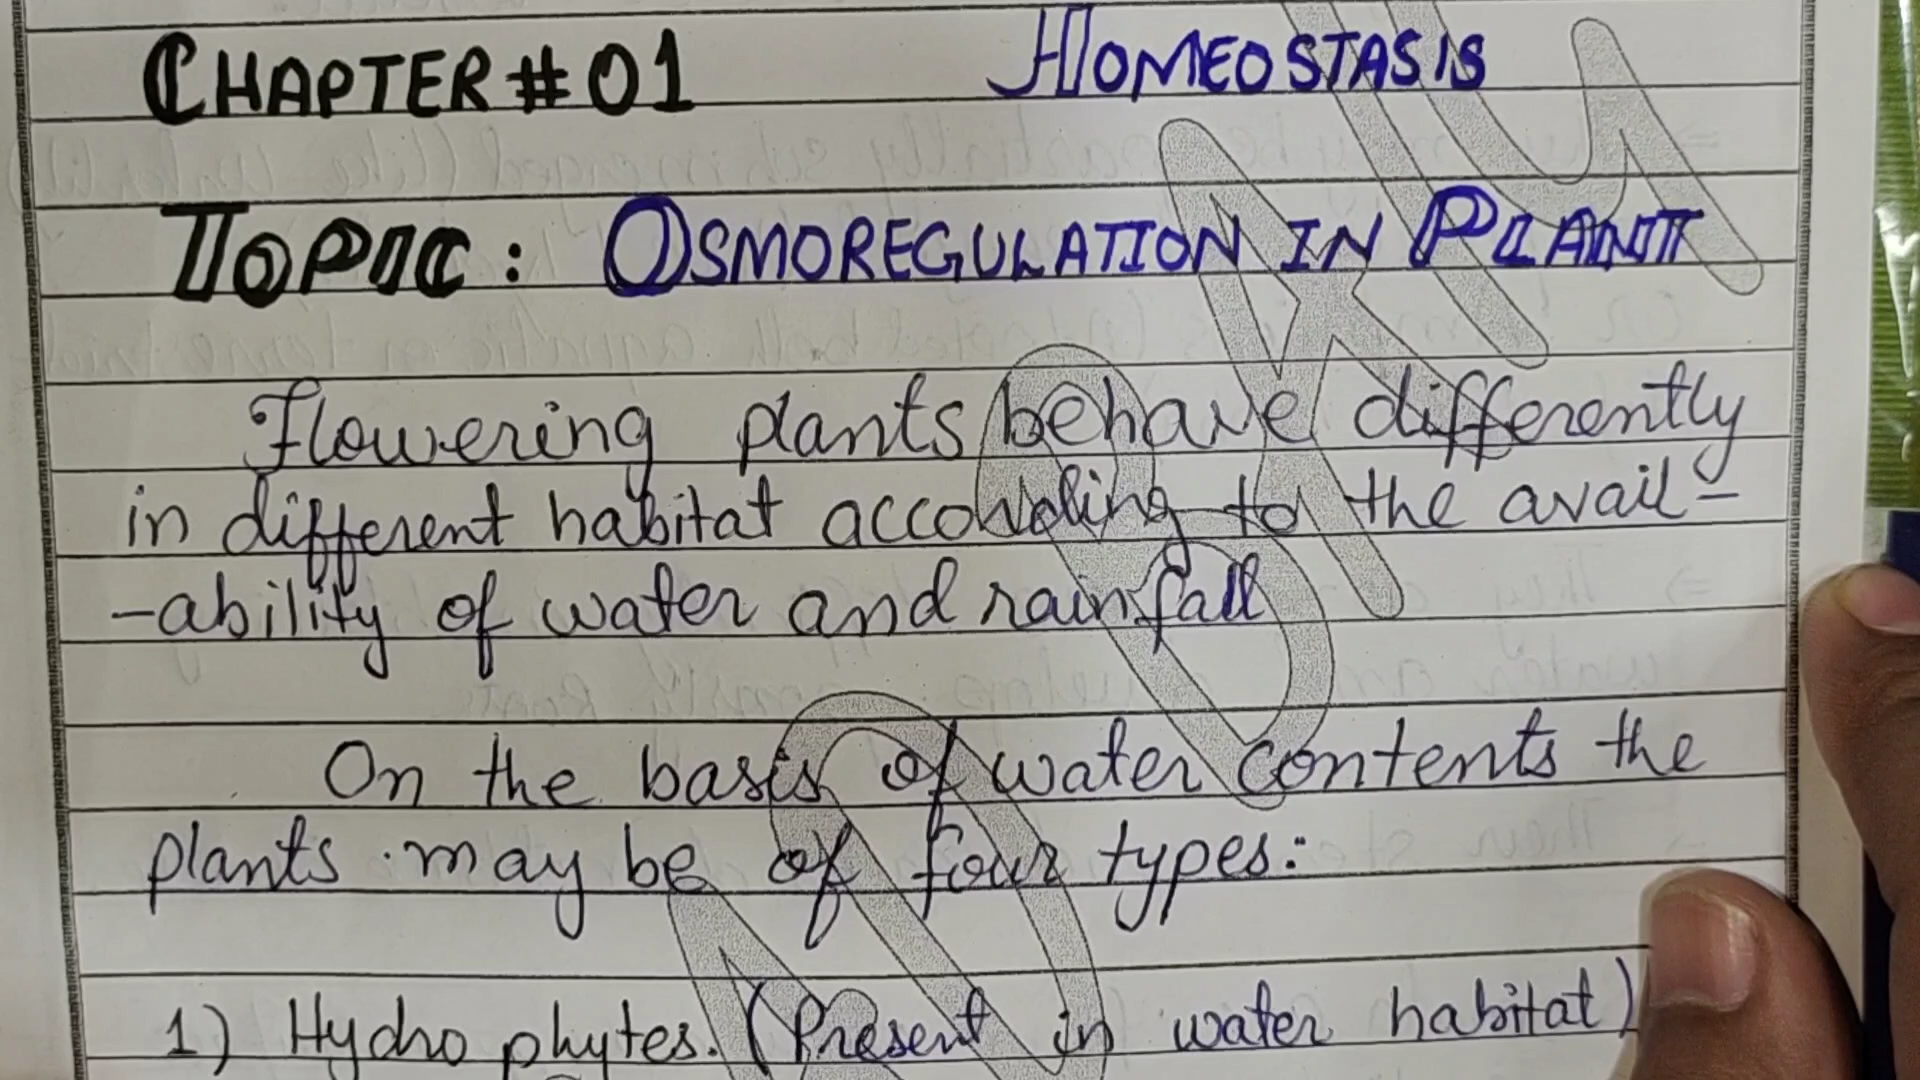 CHAPTER # 01 HOMEOSTASIS
TOPIC : OSMOREGULATION IN PLANT
Flowering plants behave differently
in different habitat according to the avail-
-ability of water and rainfall
On the basis of water contents the
plants may be of four types:
1) Hydro phytes. (Present in water habitat)